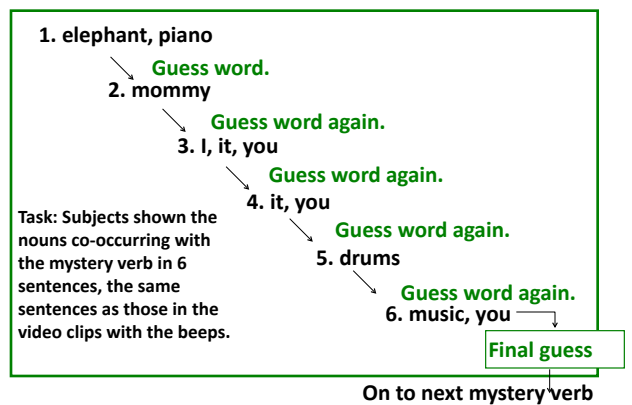 1. elephant, piano
Guess word.
2. mommy
Guess word again.
3. I, it, you
Guess word again.
4. it, you
Guess word again.
5. drums
Guess word again.
6. music, you
Final guess
On to next mystery verb
Task: Subjects shown the
nouns co-occurring with
the mystery verb in 6
sentences, the same
sentences as those in the
video clips with the beeps.